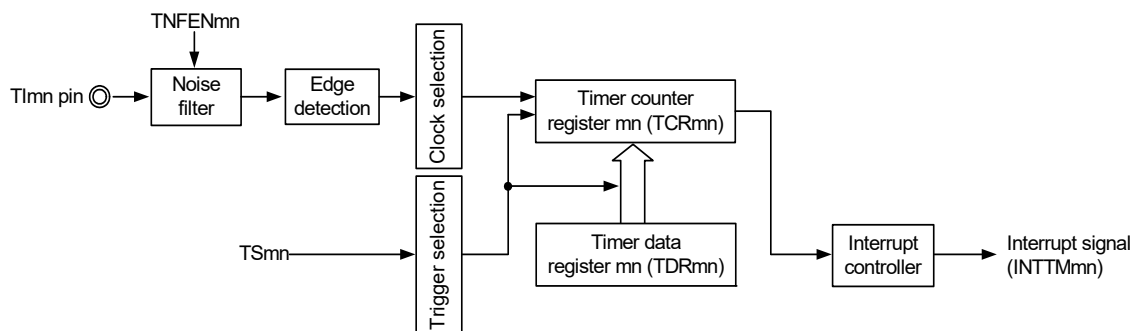 TNFENmn
TImn pin
Noise
filter
Edge
detection
Clock selection
Timer counter
register mn (TCRmn)
TSmn
Trigger selection
Timer data
register mn (TDRmn)
Interrupt
controller
Interrupt signal
(INTTMmn)